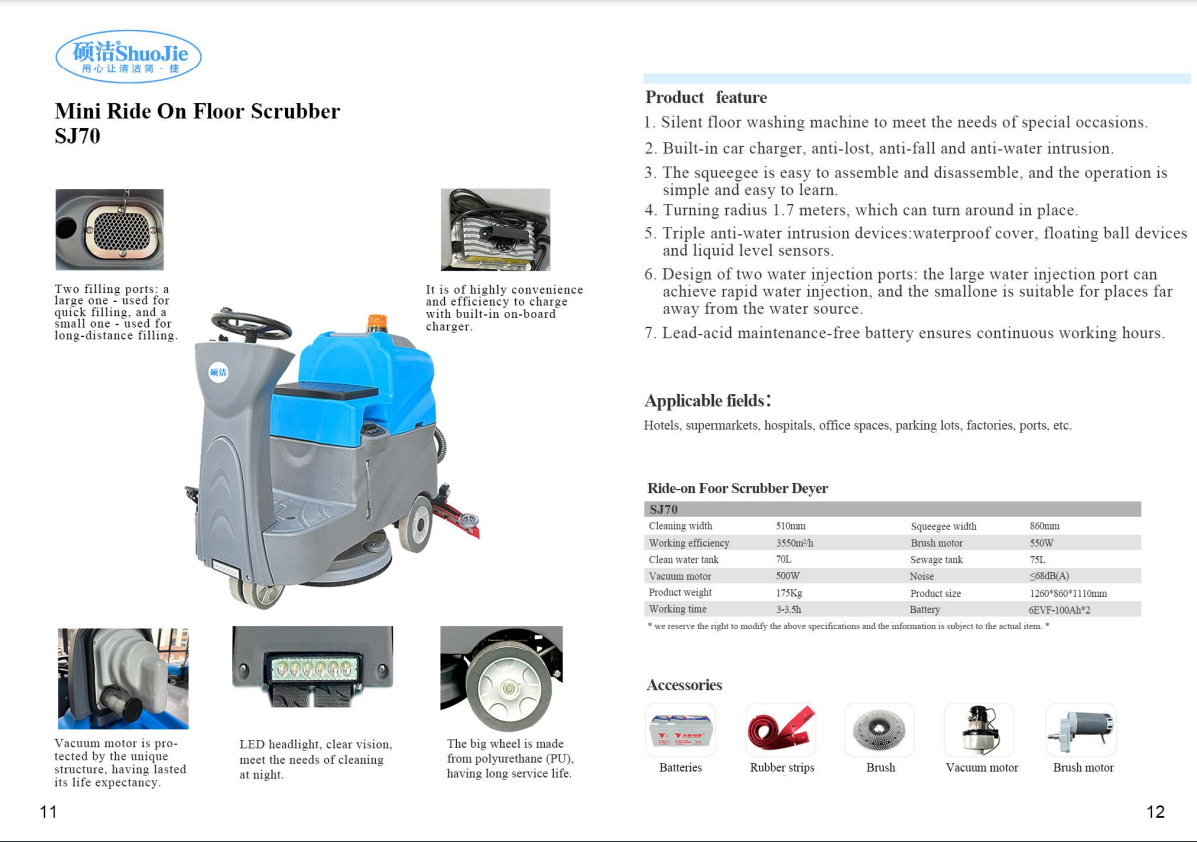 硕洁®ShuoJie
用心让清洁简·捷
Mini Ride On Floor Scrubber
SJ70
Two filling ports: a
large one - used for
quick filling, and a
small one - used for
long-distance filling.
It is of highly convenience
and efficiency to charge
with built-in on-board
charger.
硕洁
Vacuum motor is pro-
tected by the unique
structure, having lasted
its life expectancy.
LED headlight, clear vision,
meet the needs of cleaning
at night.
The big wheel is made
from polyurethane (PU),
having long service life.
11
Product feature
1. Silent floor washing machine to meet the needs of special occasions.
2. Built-in car charger, anti-lost, anti-fall and anti-water intrusion.
3. The squeegee is easy to assemble and disassemble, and the operation is
simple and easy to learn.
4. Turning radius 1.7 meters, which can turn around in place.
5. Triple anti-water intrusion devices:waterproof cover, floating ball devices
and liquid level sensors.
6. Design of two water injection ports: the large water injection port can
achieve rapid water injection, and the smallone is suitable for places far
away from the water source.
7. Lead-acid maintenance-free battery ensures continuous working hours.
Applicable fields:
Hotels, supermarkets, hospitals, office spaces, parking lots, factories, ports, etc.
Ride-on Foor Scrubber Deyer
SJ70
Cleaning width 510mm Squeegee width 860mm
Working efficiency 3550m²/h Brush motor 550W
Clean water tank 70L Sewage tank 75L
Vacuum motor 500W Noise ≤68dB(A)
Product weight 175Kg Product size 1260*860*1110mm
Working time 3-3.5h Battery 6EVF-100Ah*2
* we reserve the right to modify the above specifications and the information is subject to the actual item. *
Accessories
Batteries Rubber strips Brush Vacuum motor Brush motor
12